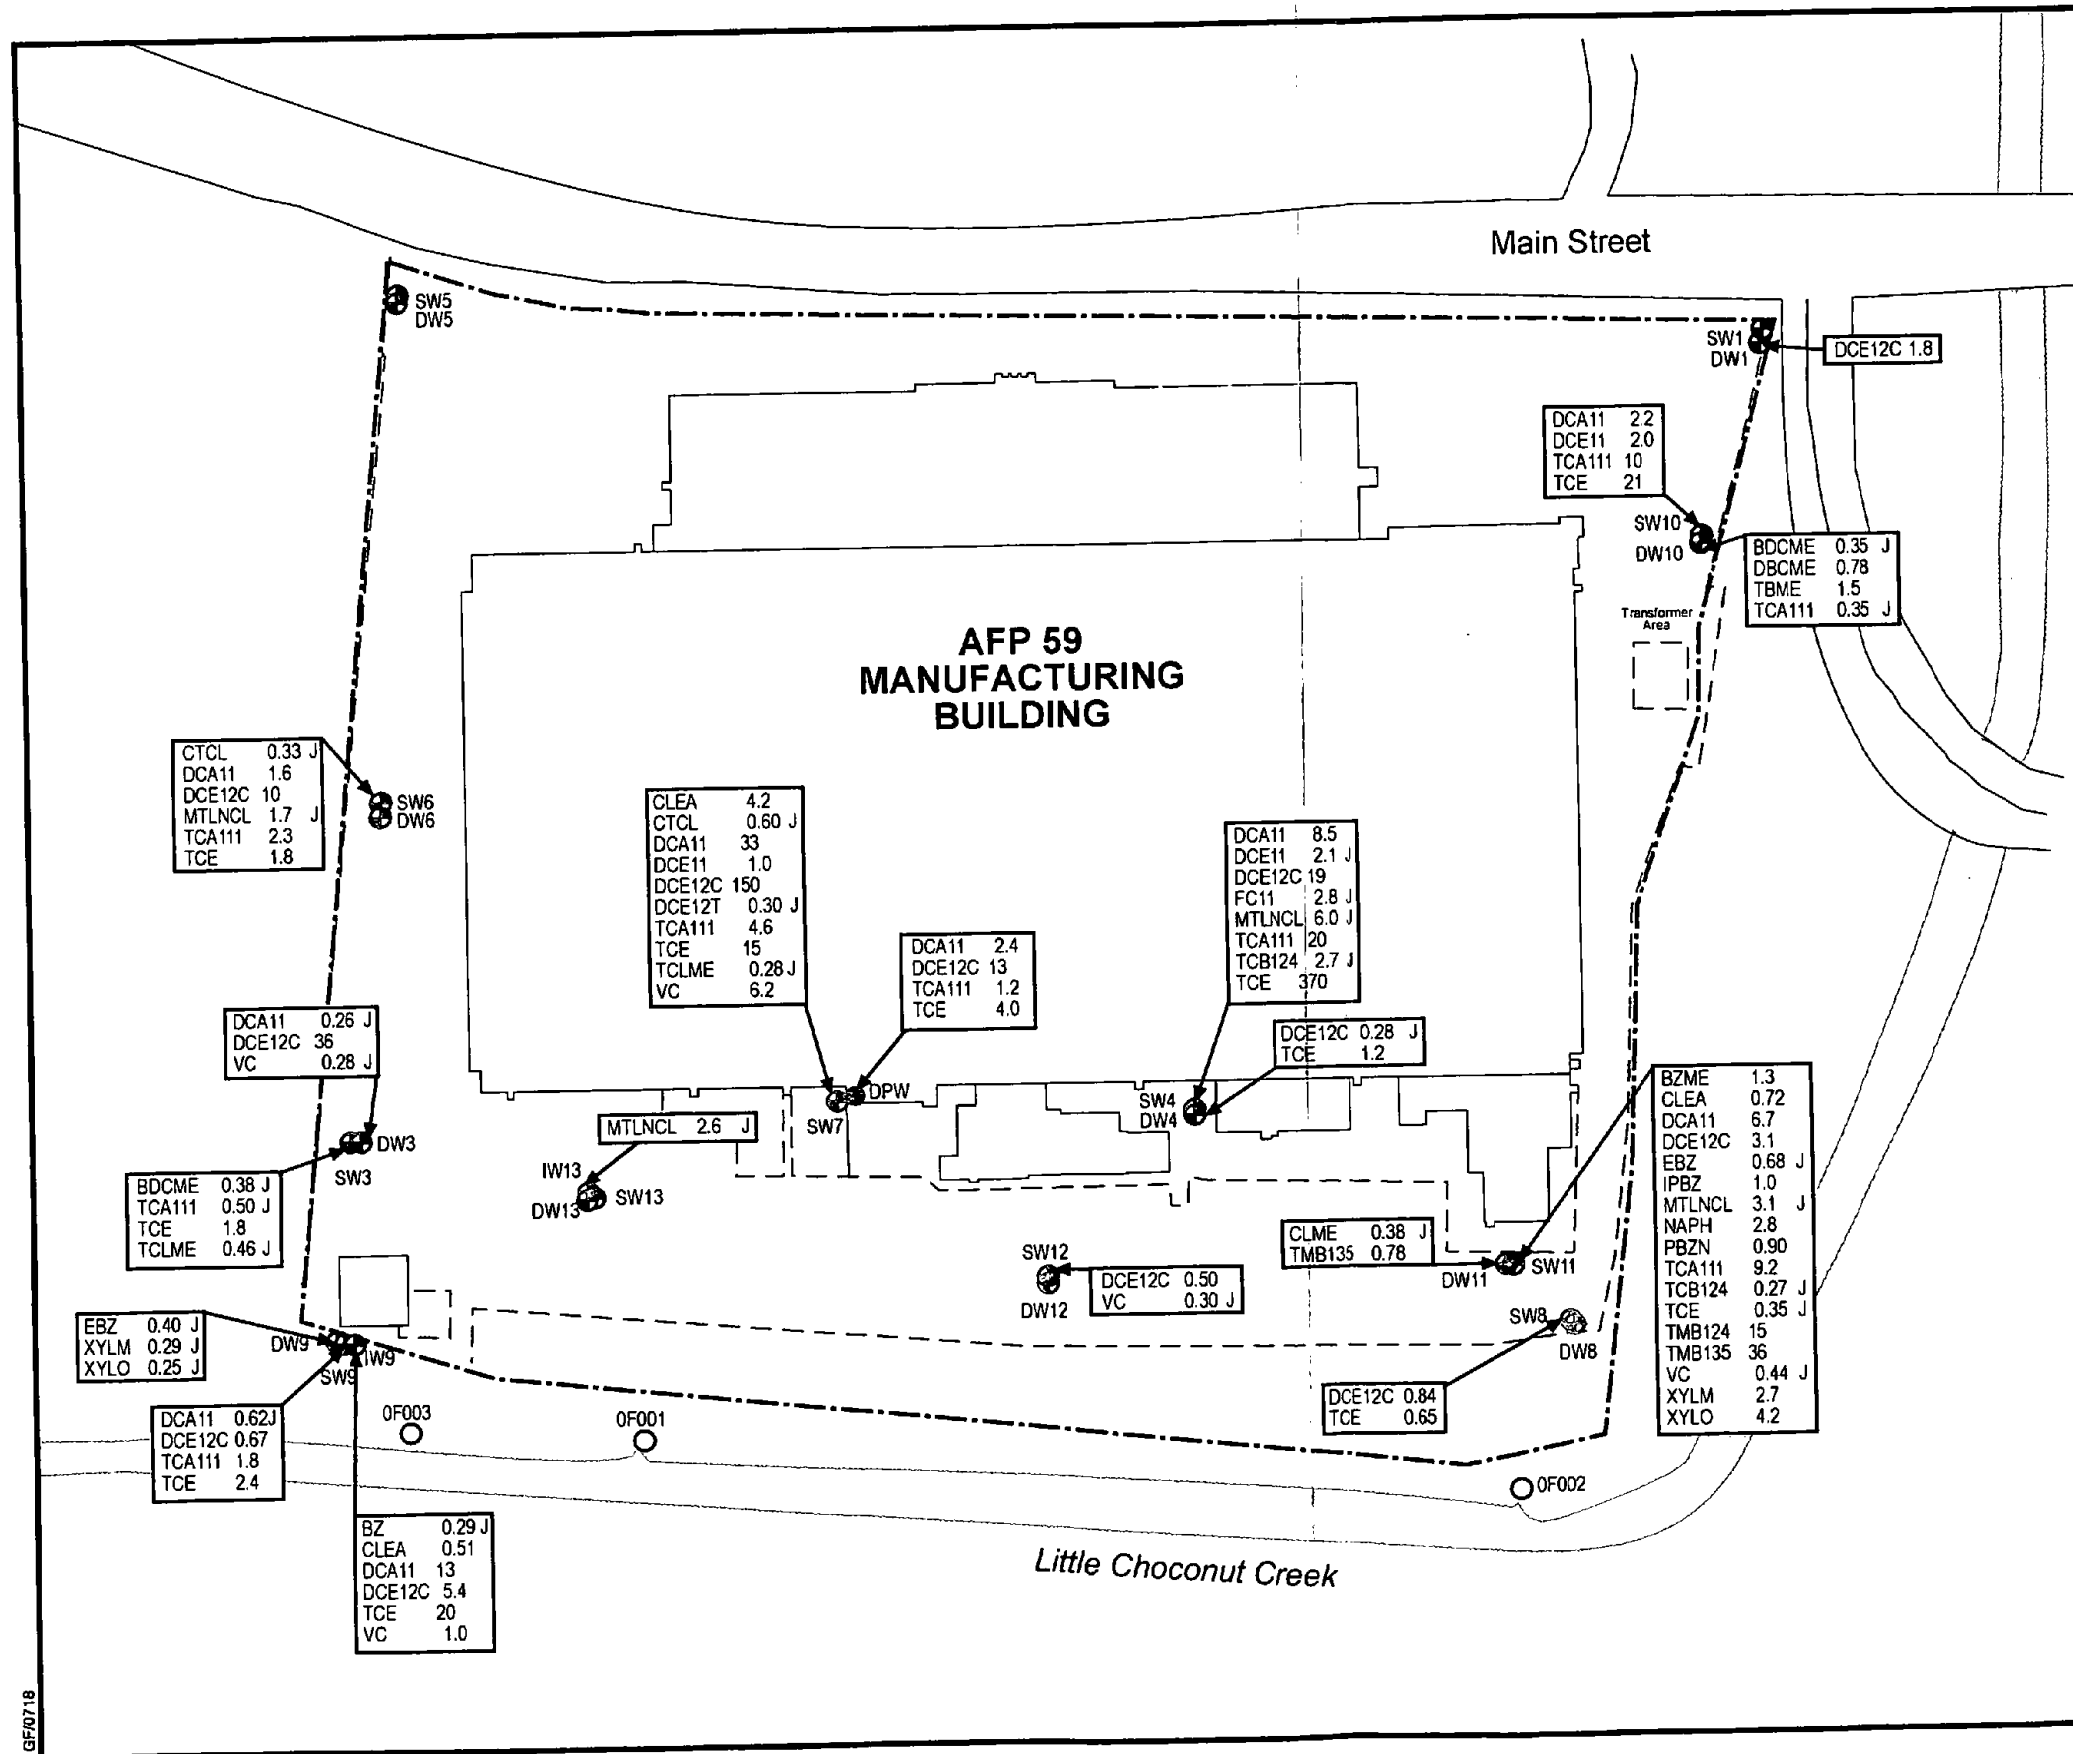 Main Street
SW5
DW5
SW1
DW1
DCE12C 1.8
DCA11 2.2
DCE11 2.0
TCA111 10
TCE 21
SW10
DW10
BDCME 0.35 J
DBCME 0.78
TBME 1.5
TCA111 0.35 J
Transformer
Area
AFP 59
MANUFACTURING
BUILDING
CTCL 0.33 J
DCA11 1.6
DCE12C 10
MTLNCL 1.7 J
TCA111 2.3
TCE 1.8
SW6
DW6
CLEA 4.2
CTCL 0.60 J
DCA11 33
DCE11 1.0
DCE12C 150
DCE12T 0.30 J
TCA111 4.6
TCE 15
TCLME 0.28 J
VC 6.2
DCA11 2.4
DCE12C 13
TCA111 1.2
TCE 4.0
DCA11 8.5
DCE11 2.1 J
DCE12C 19
FC11 2.8 J
MTLNCL 6.0 J
TCA111 20
TCB124 2.7 J
TCE 370
DCE12C 0.28 J
TCE 1.2
DCA11 0.26 J
DCE12C 36
VC 0.28 J
DPW
SW7
SW4
DW4
MTLNCL 2.6 J
DW3
SW3
IW13
DW13
SW13
BDCME 0.38 J
TCA111 0.50 J
TCE 1.8
TCLME 0.46 J
BZME 1.3
CLEA 0.72
DCA11 6.7
DCE12C 3.1
EBZ 0.68 J
IPBZ 1.0
MTLNCL 3.1 J
NAPH 2.8
PBZN 0.90
TCA111 9.2
TCB124 0.27 J
TCE 0.35 J
TMB124 15
TMB135 36
VC 0.44 J
XYLM 2.7
XYLO 4.2
CLME 0.38 J
TMB135 0.78
DW11
SW11
SW12
DW12
DCE12C 0.50
VC 0.30 J
SW8
DW8
EBZ 0.40 J
XYLM 0.29 J
XYLO 0.25 J
DW9
IW9
SW9
DCE12C 0.84
TCE 0.65
DCA11 0.62J
DCE12C 0.67
TCA111 1.8
TCE 2.4
0F003
0F001
0F002
BZ 0.29 J
CLEA 0.51
DCA11 13
DCE12C 5.4
TCE 20
VC 1.0
Little Choconut Creek
GF/0718